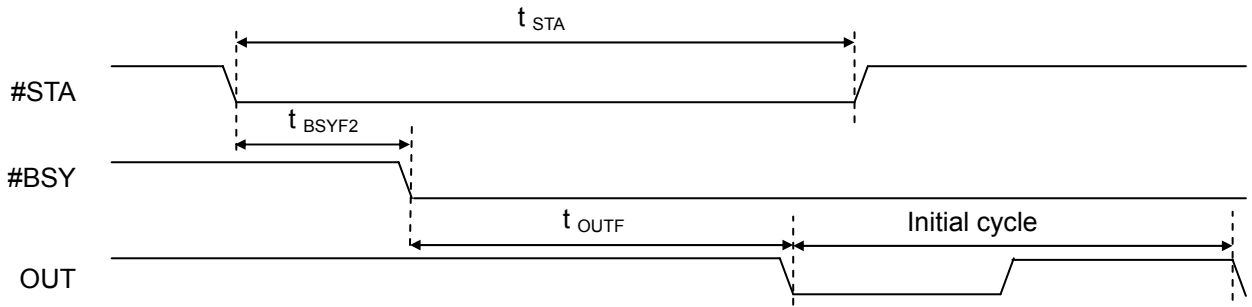 t STA
#STA
t BSYF2
#BSY
t OUTF
Initial cycle
OUT